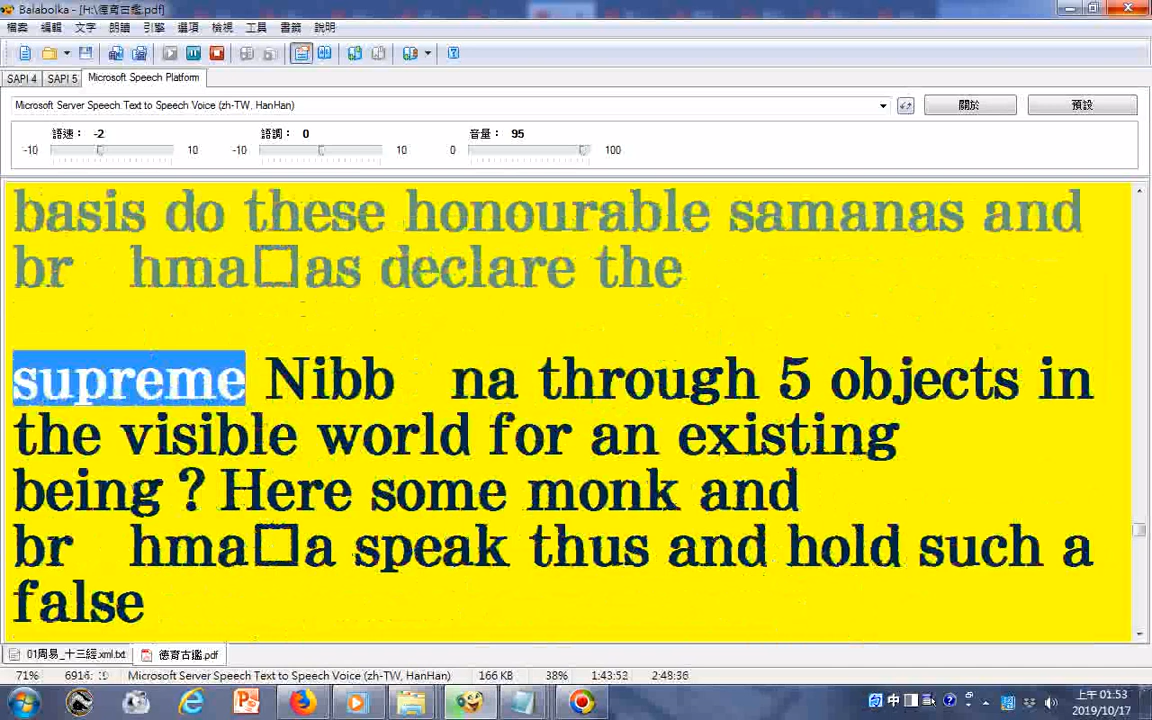 Balabolka - [H:\德育古鑑.pdf]
檔案 編輯 文字 朗讀 引擎 選項 檢視 工具 書籤 說明
SAPI 4 SAPI 5 Microsoft Speech Platform
Microsoft Server Speech Text to Speech Voice (zh-TW, HanHan) 關於 預設
語速： -2 語調： 0 音量： 95
-10 10 -10 10 0 100
basis do these honourable samanas and
br hma□as declare the
supreme Nibb na through 5 objects in
the visible world for an existing
being？Here some monk and
br hma□a speak thus and hold such a
false
01周易_十三經.xml.txt 德育古鑑.pdf
71% Microsoft Server Speech Text to Speech Voice (zh-TW, HanHan) 166 KB 38% 1:43:52 2:48:36
中 上午 01:53
2019/10/17